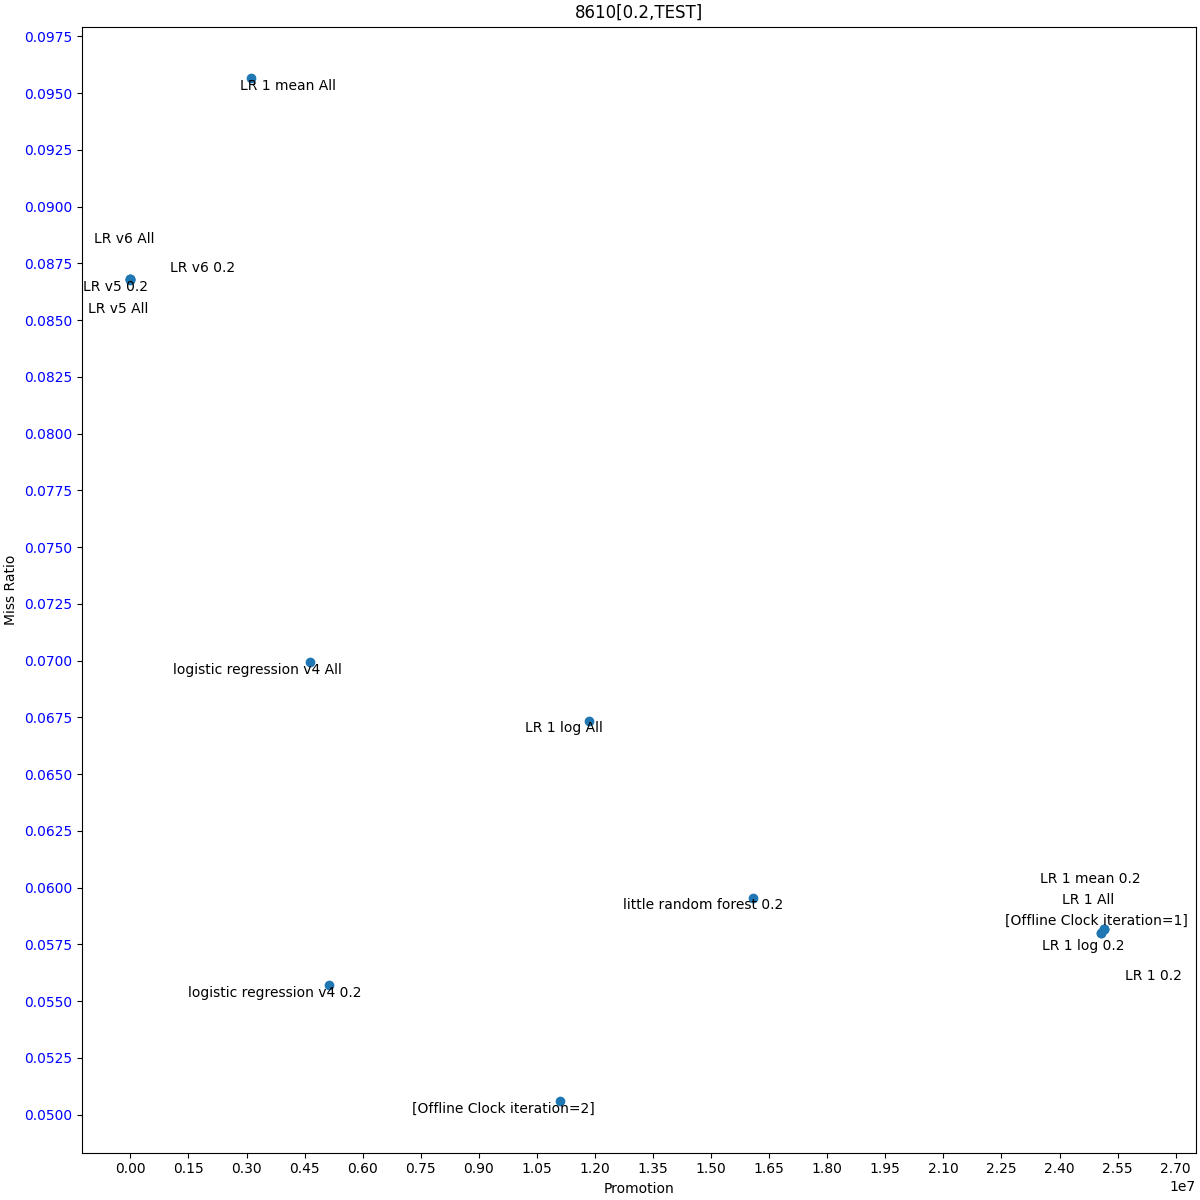 8610[0.2,TEST]
0.0975
LR 1 mean All
0.0950
0.0925
0.0900
LR v6 All
0.0875
LR v6 0.2
LR v5 0.2
LR v5 All
0.0850
0.0825
0.0800
0.0775
0.0750
0.0725
Miss Ratio
0.0700
logistic regression v4 All
0.0675
LR 1 log All
0.0650
0.0625
0.0600
LR 1 mean 0.2
LR 1 All
little random forest 0.2
[Offline Clock iteration=1]
0.0575
LR 1 log 0.2
LR 1 0.2
0.0550
logistic regression v4 0.2
0.0525
0.0500
[Offline Clock iteration=2]
0.00 0.15 0.30 0.45 0.60 0.75 0.90 1.05 1.20 1.35 1.50 1.65 1.80 1.95 2.10 2.25 2.40 2.55 2.70
1e7
Promotion